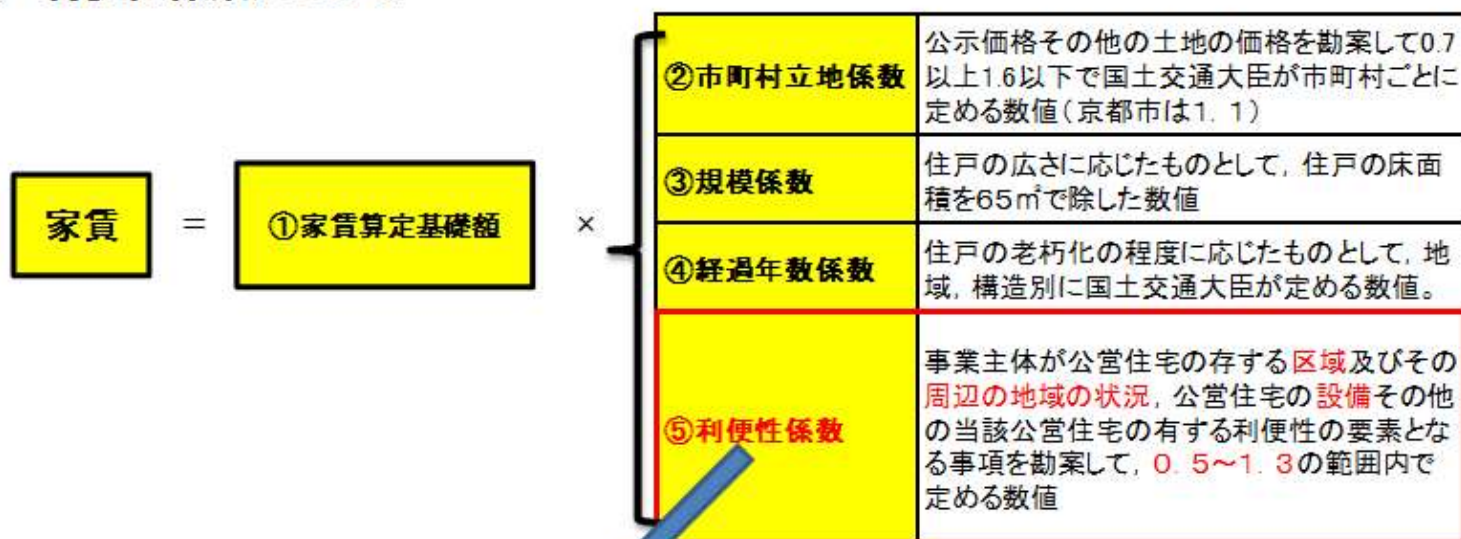 家賃
＝
①家賃算定基礎額
×
②市町村立地係数
公示価格その他の土地の価格を勘案して0.7
以上1.6以下で国土交通大臣が市町村ごとに
定める数値（京都市は1．1）
③規模係数
住戸の広さに応じたものとして，住戸の床面
積を65㎡で除した数値
④経過年数係数
住戸の老朽化の程度に応じたものとして，地
域，構造別に国土交通大臣が定める数値。
⑤利便性係数
事業主体が公営住宅の存する区域及びその
周辺の地域の状況，公営住宅の設備その他
の当該公営住宅の有する利便性の要素とな
る事項を勘案して，０．５～１．３の範囲内で
定める数値